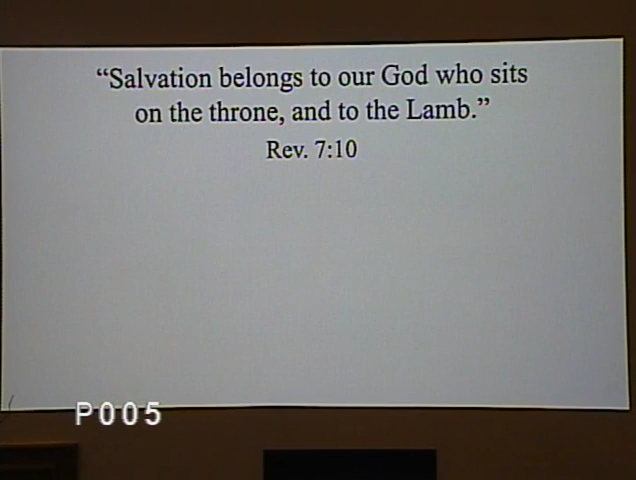 “Salvation belongs to our God who sits
on the throne, and to the Lamb.”
Rev. 7:10
P005